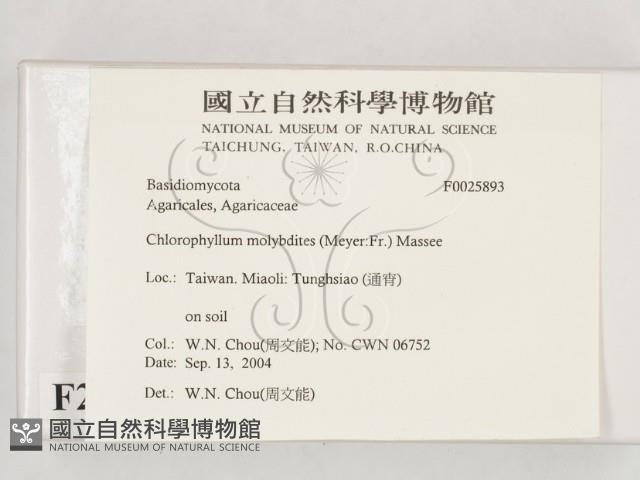 國立自然科學博物館
NATIONAL MUSEUM OF NATURAL SCIENCE
TAICHUNG, TAIWAN, R.O.CHINA
Basidiomycota F0025893
Agaricales, Agaricaceae
Chlorophyllum molybdites (Meyer:Fr.) Massee
Loc.: Taiwan. Miaoli: Tunghsiao (通宵)
on soil
Col.: W.N. Chou(周文能); No. CWN 06752
Date: Sep. 13, 2004
Det.: W.N. Chou(周文能)
F2
國立自然科學博物館
NATIONAL MUSEUM OF NATURAL SCIENCE